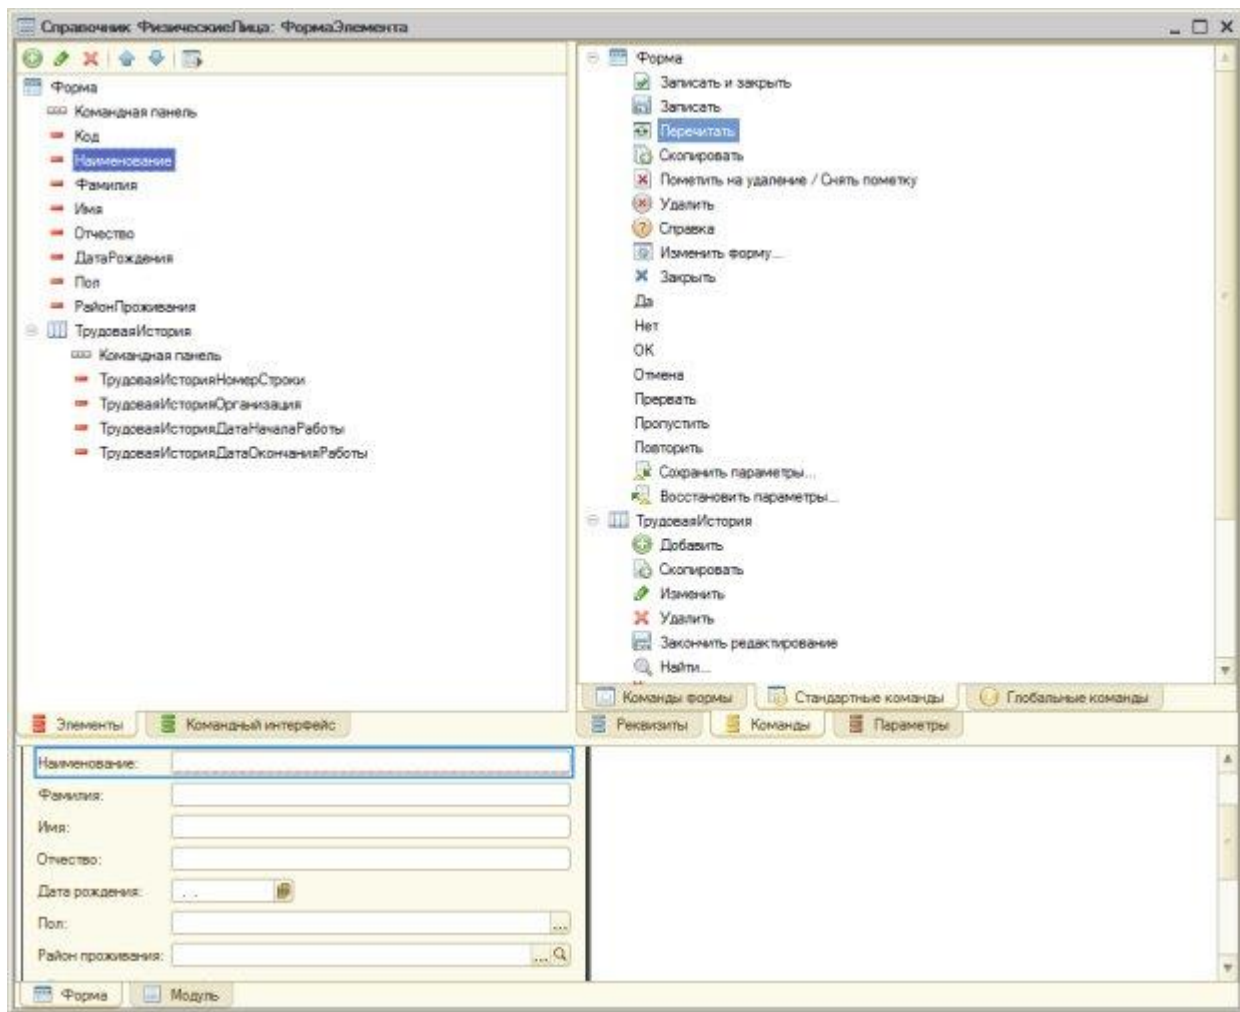 Справочник ФизическиеЛица: ФормаЭлемента
Форма
Командная панель
Код
Наименование
Фамилия
Имя
Отчество
ДатаРождения
Пол
РайонПроживания
ТрудоваяИстория
Командная панель
ТрудоваяИсторияНомерСтроки
ТрудоваяИсторияОрганизация
ТрудоваяИсторияДатаНачалаРаботы
ТрудоваяИсторияДатаОкончанияРаботы
Элементы
Командный интерфейс
Форма
Записать и закрыть
Записать
Перечитать
Скопировать
Пометить на удаление / Снять пометку
Удалить
Справка
Изменить форму...
Закрыть
Да
Нет
OK
Отмена
Прервать
Пропустить
Повторить
Сохранить параметры...
Восстановить параметры...
ТрудоваяИстория
Добавить
Скопировать
Изменить
Удалить
Закончить редактирование
Найти...
Команды формы
Стандартные команды
Глобальные команды
Реквизиты
Команды
Параметры
Наименование:
Фамилия:
Имя:
Отчество:
Дата рождения: . .
Пол: ...
Район проживания: ...
Форма
Модуль